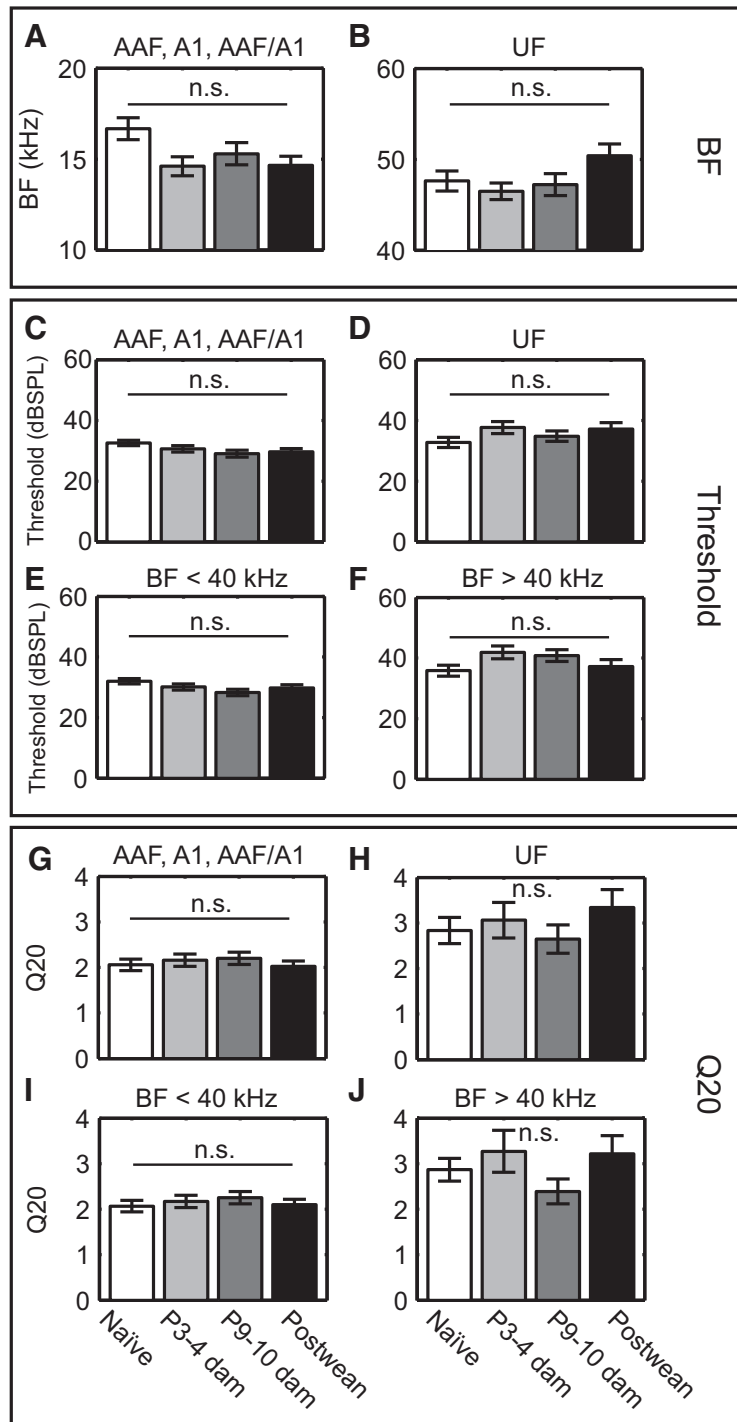 A
AAF, A1, AAF/A1
B
UF
20
15
10
BF (kHz)
n.s.
60
50
40
n.s.
BF
C
AAF, A1, AAF/A1
D
UF
60
40
20
0
Threshold (dBSPL)
n.s.
60
40
20
0
n.s.
E
BF < 40 kHz
F
BF > 40 kHz
60
40
20
0
Threshold (dBSPL)
n.s.
60
40
20
0
n.s.
Threshold
G
AAF, A1, AAF/A1
H
UF
4
3
2
1
0
Q20
n.s.
4
3
2
1
0
n.s.
I
BF < 40 kHz
J
BF > 40 kHz
4
3
2
1
0
Q20
n.s.
4
3
2
1
0
n.s.
Q20
Naïve
P3-4 dam
P9-10 dam
Postwean
Naïve
P3-4 dam
P9-10 dam
Postwean